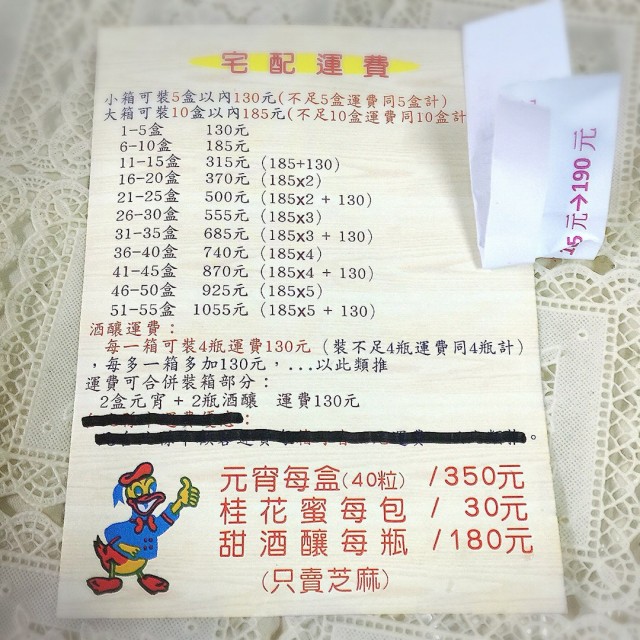 宅配運費
小箱可裝5盒以內130元(不足5盒運費同5盒計)
大箱可裝10盒以內185元(不足10盒運費同10盒計
1-5盒 130元
6-10盒 185元
11-15盒 315元 (185+130)
16-20盒 370元 (185x2)
21-25盒 500元 (185x2 + 130)
26-30盒 555元 (185x3)
31-35盒 685元 (185x3 + 130)
36-40盒 740元 (185x4)
41-45盒 870元 (185x4 + 130)
46-50盒 925元 (185x5)
51-55盒 1055元 (185x5 + 130)
酒釀運費：
每一箱可裝4瓶運費130元 (裝不足4瓶運費同4瓶計)
，每多一箱多加130元，...以此類推
運費可合併裝箱部分：
2盒元宵＋2瓶酒釀 運費130元
元宵每盒(40粒) /350元
桂花蜜每包 / 30元
甜酒釀每瓶 /180元
(只賣芝麻)
5元→190元